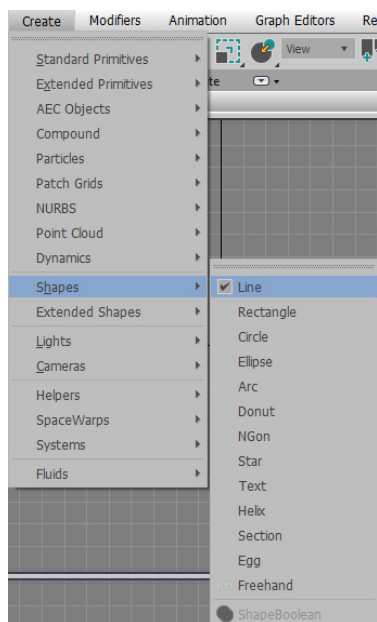 Create Modifiers Animation Graph Editors Re
View
te
Standard Primitives
Extended Primitives
AEC Objects
Compound
Particles
Patch Grids
NURBS
Point Cloud
Dynamics
Shapes
Extended Shapes
Lights
Cameras
Helpers
SpaceWarps
Systems
Fluids
Line
Rectangle
Circle
Ellipse
Arc
Donut
NGon
Star
Text
Helix
Section
Egg
Freehand
ShapeBoolean